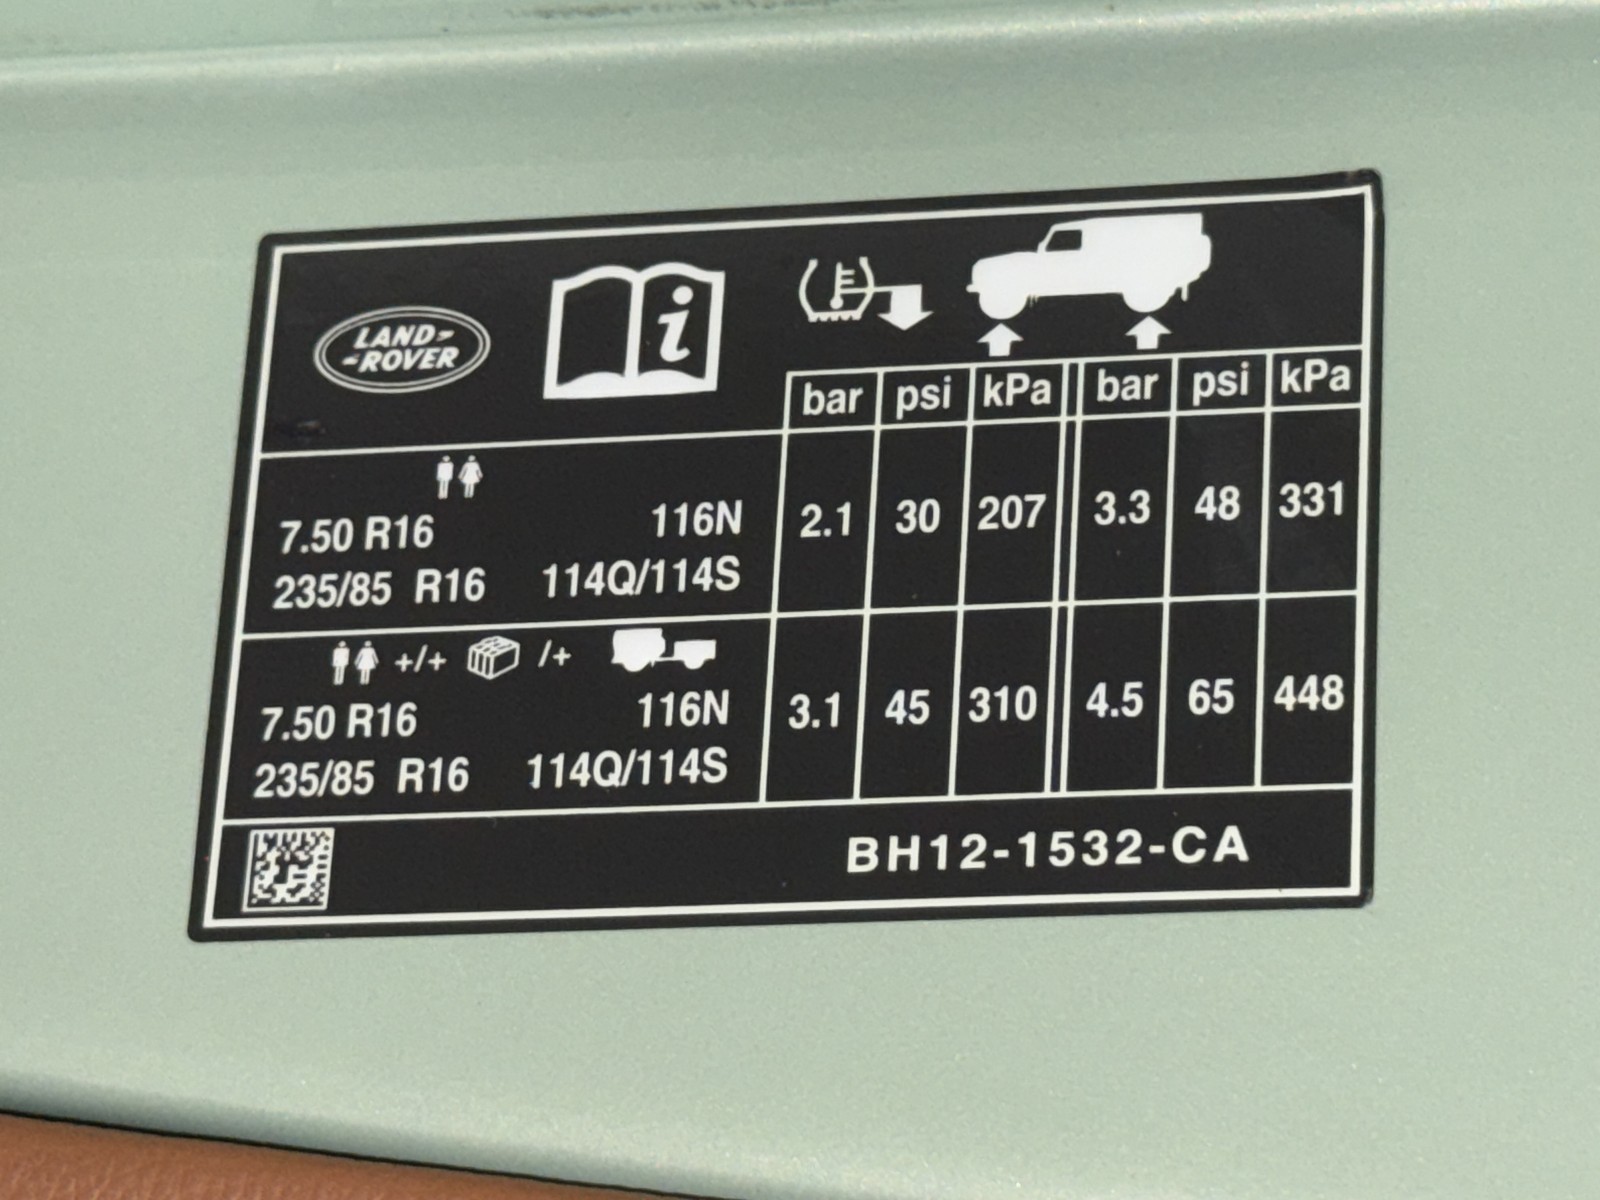 LAND-
-ROVER
i
bar psi kPa bar psi kPa
7.50 R16 116N
235/85 R16 114Q/114S
2.1 30 207 3.3 48 331
+/+ /+
7.50 R16 116N
235/85 R16 114Q/114S
3.1 45 310 4.5 65 448
BH12-1532-CA